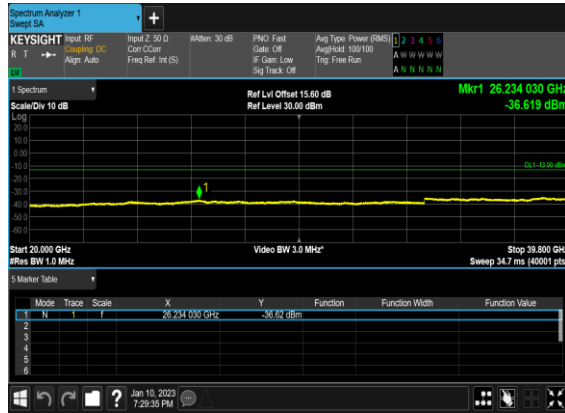 Spectrum Analyzer 1
Swept SA
+
KEYSIGHT Input: RF Input Z: 50 Ω #Atten: 30 dB PNO: Fast Avg Type: Power (RMS) 1 2 3 4 5 6
R T Coupling: DC Corr CCorr Gate: Off Avg|Hold: 100/100 A W W W W W
Align: Auto Freq Ref: Int (S) IF Gain: Low Trig: Free Run
LW Sig Track: Off A N N N N N
1 Spectrum Ref Lvl Offset 15.60 dB Mkr1 26.234 030 GHz
Scale/Div 10 dB Ref Level 30.00 dBm -36.619 dBm
Log
20.0
10.0
0.00
-10.0 DL1 -13.00 dBm
-20.0
-30.0 1
-40.0
-50.0
-60.0
Start 20.000 GHz Video BW 3.0 MHz* Stop 39.800 GHz
#Res BW 1.0 MHz Sweep 34.7 ms (40001 pts)
5 Marker Table
Mode Trace Scale X Y Function Function Width Function Value
1 N 1 f 26.234 030 GHz -36.62 dBm
2
3
4
5
6
? Jan 10, 2023
7:29:35 PM